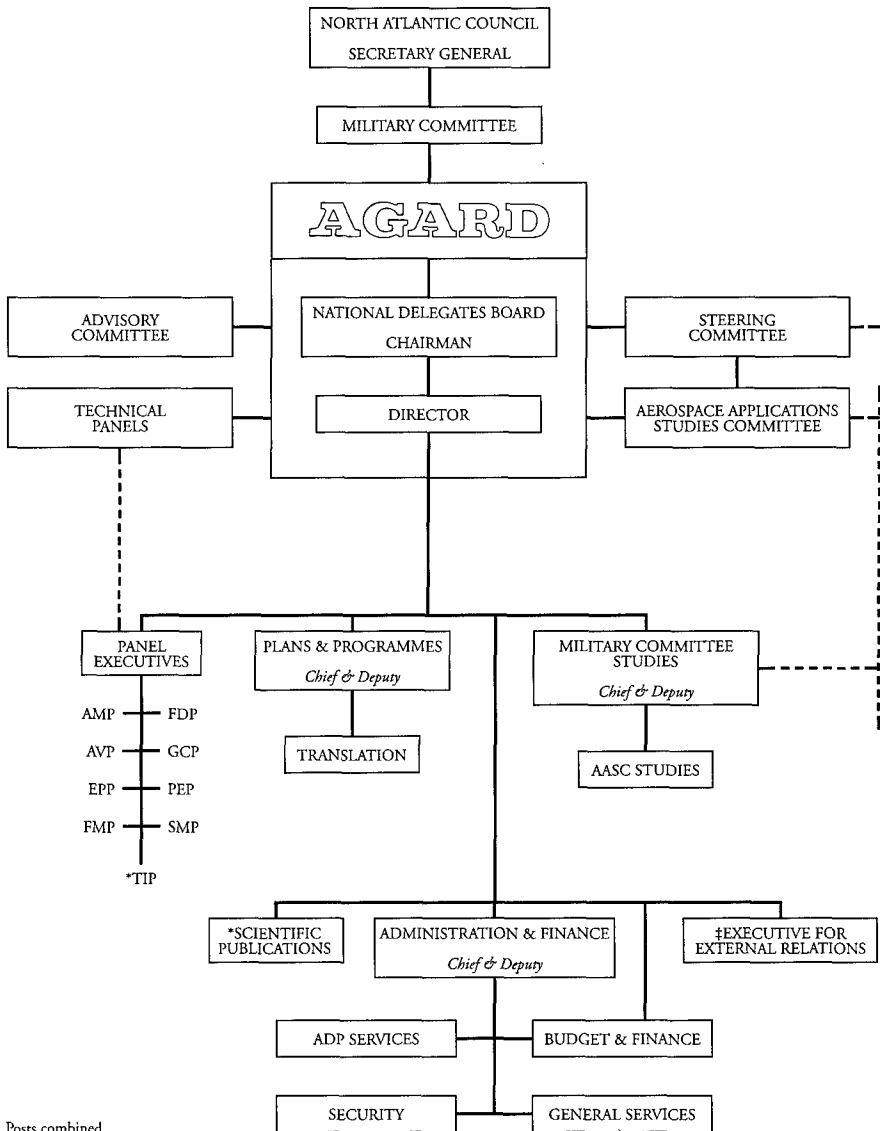 NORTH ATLANTIC COUNCIL
SECRETARY GENERAL
MILITARY COMMITTEE
AGARD
ADVISORY
COMMITTEE
NATIONAL DELEGATES BOARD
CHAIRMAN
STEERING
COMMITTEE
TECHNICAL
PANELS
DIRECTOR
AEROSPACE APPLICATIONS
STUDIES COMMITTEE
PANEL
EXECUTIVES
PLANS & PROGRAMMES
Chief & Deputy
MILITARY COMMITTEE
STUDIES
Chief & Deputy
AMP FDP
AVP GCP
EPP PEP
FMP SMP
*TIP
TRANSLATION
AASC STUDIES
*SCIENTIFIC
PUBLICATIONS
ADMINISTRATION & FINANCE
Chief & Deputy
‡EXECUTIVE FOR
EXTERNAL RELATIONS
ADP SERVICES
BUDGET & FINANCE
SECURITY
GENERAL SERVICES
Posts combined